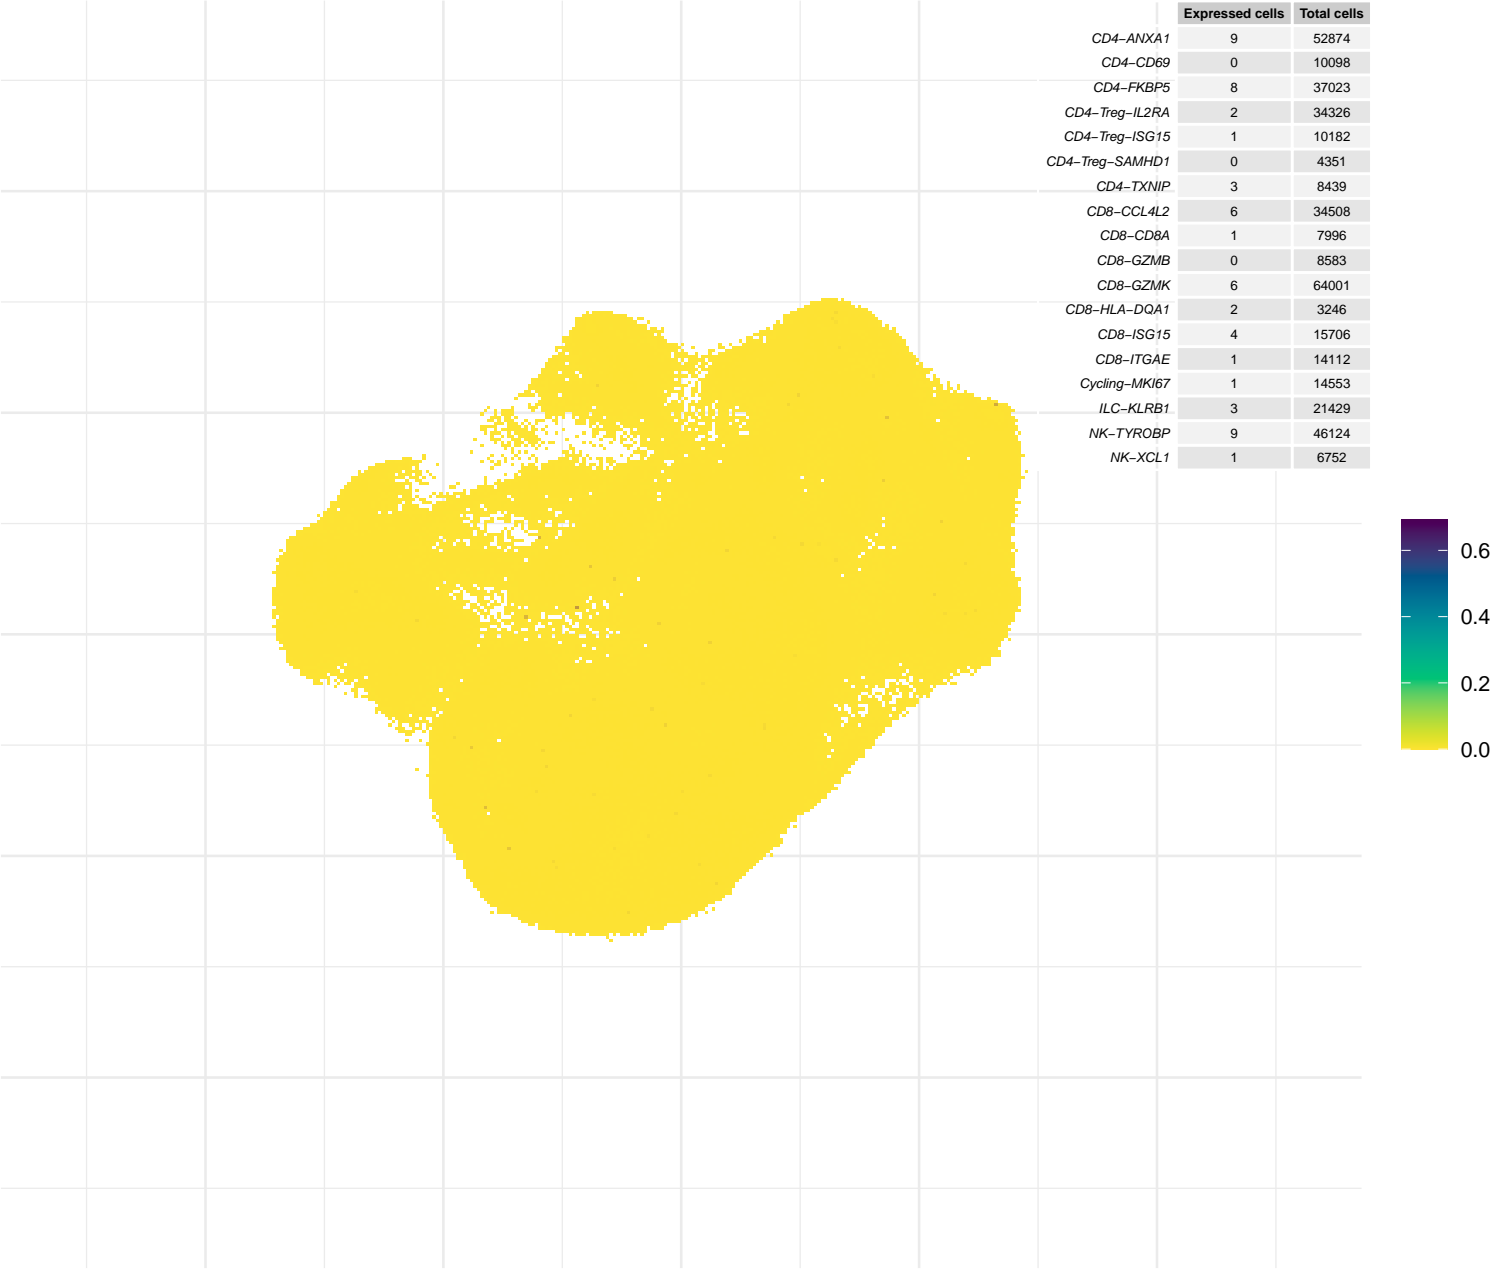 Expressed cells Total cells
CD4−ANXA1 9 52874
CD4−CD69 0 10098
CD4−FKBP5 8 37023
CD4−Treg−IL2RA 2 34326
CD4−Treg−ISG15 1 10182
CD4−Treg−SAMHD1 0 4351
CD4−TXNIP 3 8439
CD8−CCL4L2 6 34508
CD8−CD8A 1 7996
CD8−GZMB 0 8583
CD8−GZMK 6 64001
CD8−HLA−DQA1 2 3246
CD8−ISG15 4 15706
CD8−ITGAE 1 14112
Cycling−MKI67 1 14553
ILC−KLRB1 3 21429
NK−TYROBP 9 46124
NK−XCL1 1 6752
0.6
0.4
0.2
0.0